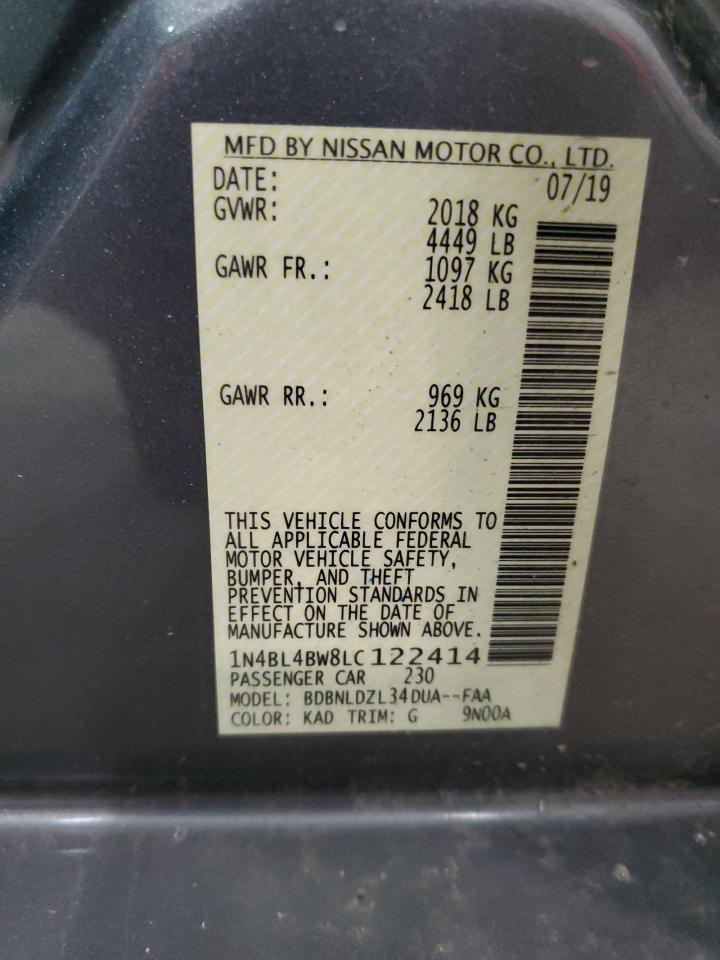 MFD BY NISSAN MOTOR CO., LTD.
DATE: 07/19
GVWR: 2018 KG
4449 LB
GAWR FR.: 1097 KG
2418 LB
GAWR RR.: 969 KG
2136 LB
THIS VEHICLE CONFORMS TO
ALL APPLICABLE FEDERAL
MOTOR VEHICLE SAFETY,
BUMPER, AND THEFT
PREVENTION STANDARDS IN
EFFECT ON THE DATE OF
MANUFACTURE SHOWN ABOVE.
1N4BL4BW8LC122414
PASSENGER CAR 230
MODEL: BDBNLDZL34DUA--FAA
COLOR: KAD TRIM: G 9N00A